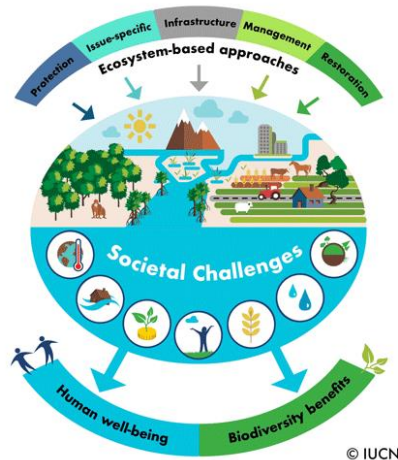 Protection
Issue-specific
Infrastructure
Management
Restoration
Ecosystem-based approaches
Societal Challenges
Human well-being
Biodiversity benefits
© IUCN